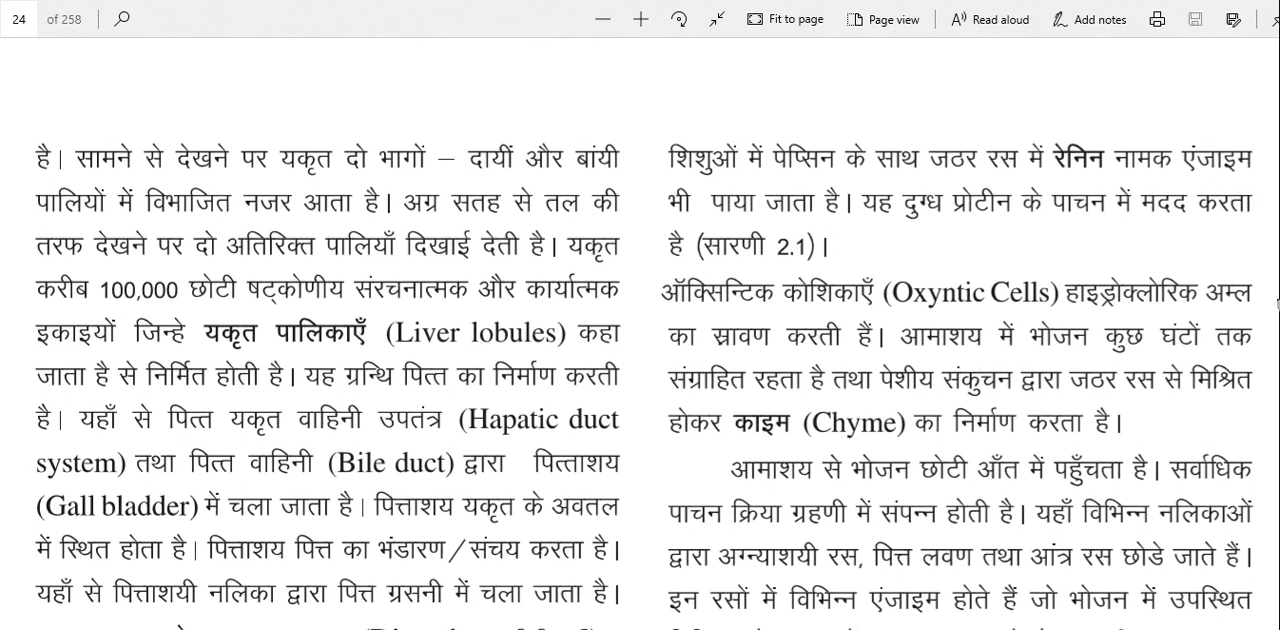 24 of 258 Fit to page Page view Read aloud Add notes
है। सामने से देखने पर यकृत दो भागों – दायीं और बांयी
पालियों में विभाजित नजर आता है। अग्र सतह से तल की
तरफ देखने पर दो अतिरिक्त पालियाँ दिखाई देती है। यकृत
करीब 100,000 छोटी षट्कोणीय संरचनात्मक और कार्यात्मक
इकाइयों जिन्हे यकृत पालिकाएँ (Liver lobules) कहा
जाता है से निर्मित होती है। यह ग्रन्थि पित्त का निर्माण करती
है। यहाँ से पित्त यकृत वाहिनी उपतंत्र (Hapatic duct
system) तथा पित्त वाहिनी (Bile duct) द्वारा पित्ताशय
(Gall bladder) में चला जाता है। पित्ताशय यकृत के अवतल
में स्थित होता है। पित्ताशय पित्त का भंडारण/संचय करता है।
यहाँ से पित्ताशयी नलिका द्वारा पित्त ग्रसनी में चला जाता है।
शिशुओं में पेप्सिन के साथ जठर रस में रेनिन नामक एंजाइम
भी पाया जाता है। यह दुग्ध प्रोटीन के पाचन में मदद करता
है (सारणी 2.1)।
ऑक्सिन्टिक कोशिकाएँ (Oxyntic Cells) हाइड्रोक्लोरिक अम्ल
का स्रावण करती हैं। आमाशय में भोजन कुछ घंटों तक
संग्राहित रहता है तथा पेशीय संकुचन द्वारा जठर रस से मिश्रित
होकर काइम (Chyme) का निर्माण करता है।
आमाशय से भोजन छोटी आँत में पहुँचता है। सर्वाधिक
पाचन क्रिया ग्रहणी में संपन्न होती है। यहाँ विभिन्न नलिकाओं
द्वारा अग्न्याशयी रस, पित्त लवण तथा आंत्र रस छोडे जाते हैं।
इन रसों में विभिन्न एंजाइम होते हैं जो भोजन में उपस्थित